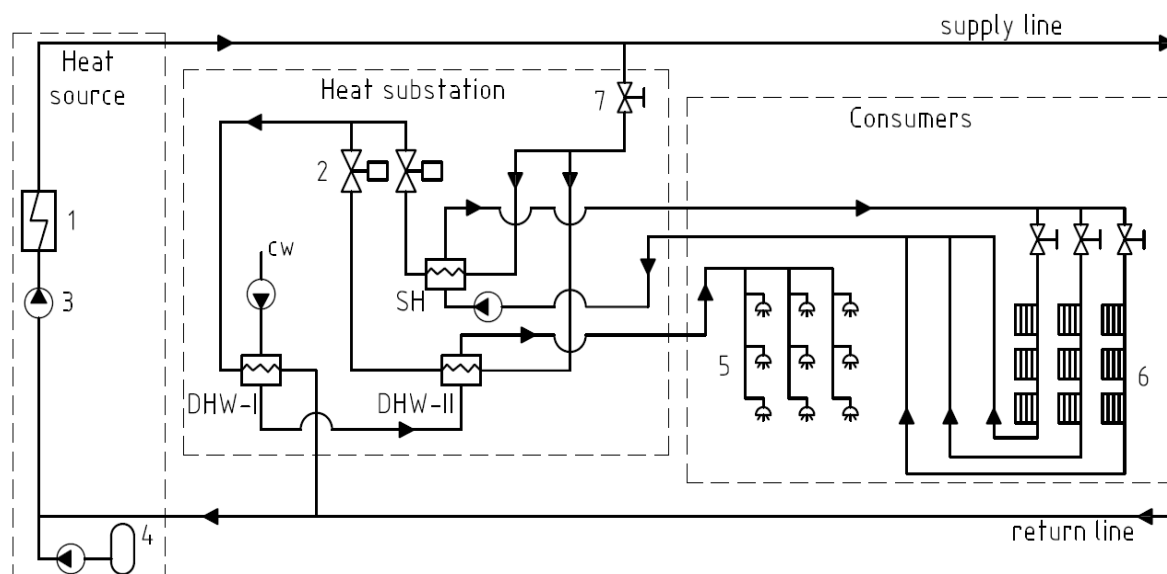 supply line
Heat
source
Heat substation
7
Consumers
2
1
cw
3
SH
5
6
DHW-I
DHW-II
4
return line